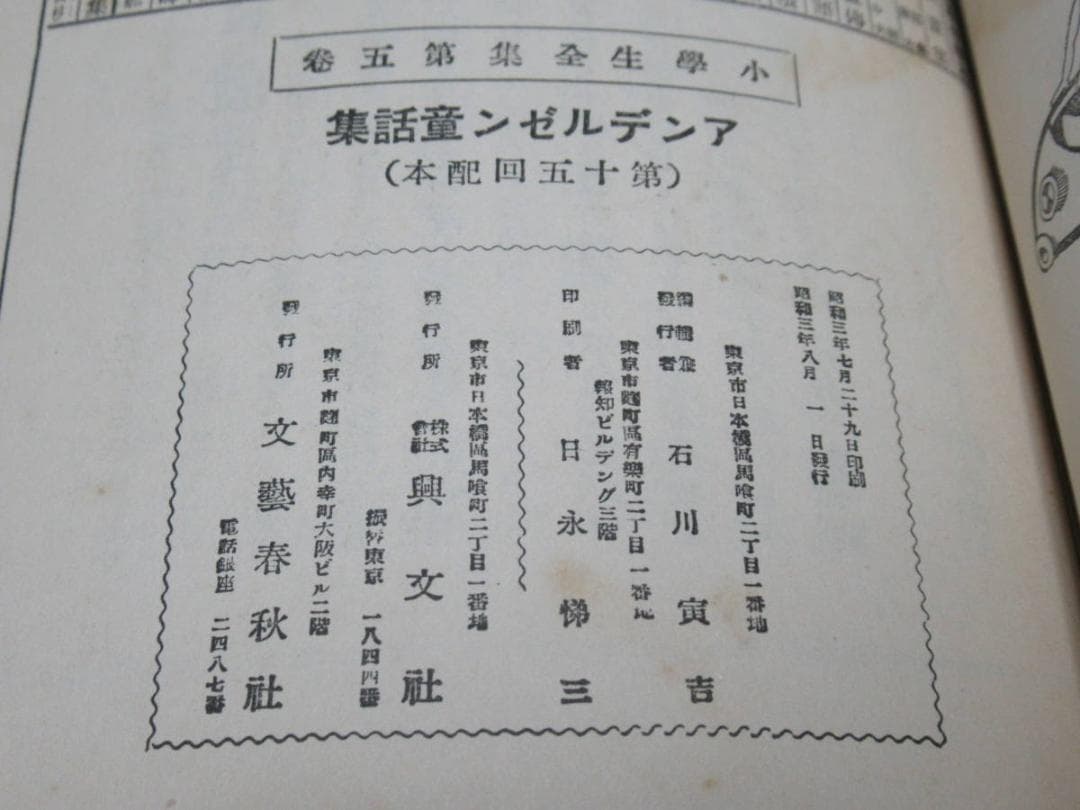 小學生全集第五卷
アンデルゼン童話集
(第十五回配本)
昭和三年七月二十九日印刷
昭和三年八月一日發行
東京市日本橋區馬喰町二丁目一番地
編輯兼發行者 石川寅吉
東京市麹町區有樂町二丁目一番地
報知ビルデング三階
印刷者 日永悌三
東京市日本橋區馬喰町二丁目一番地
發行所 株式會社 興文社
振替東京 一八四四番
東京市麹町區内幸町大阪ビル二階
發行所 文藝春秋社
電話銀座 二四八七番